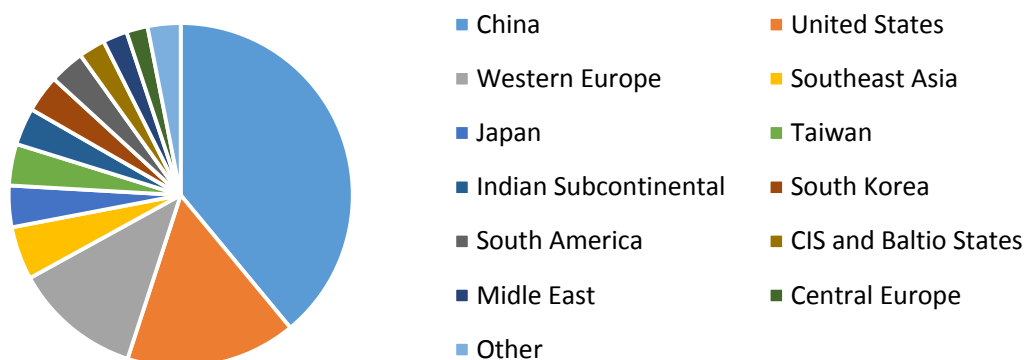 China United States
Western Europe Southeast Asia
Japan Taiwan
Indian Subcontinental South Korea
South America CIS and Baltio States
Midle East Central Europe
Other